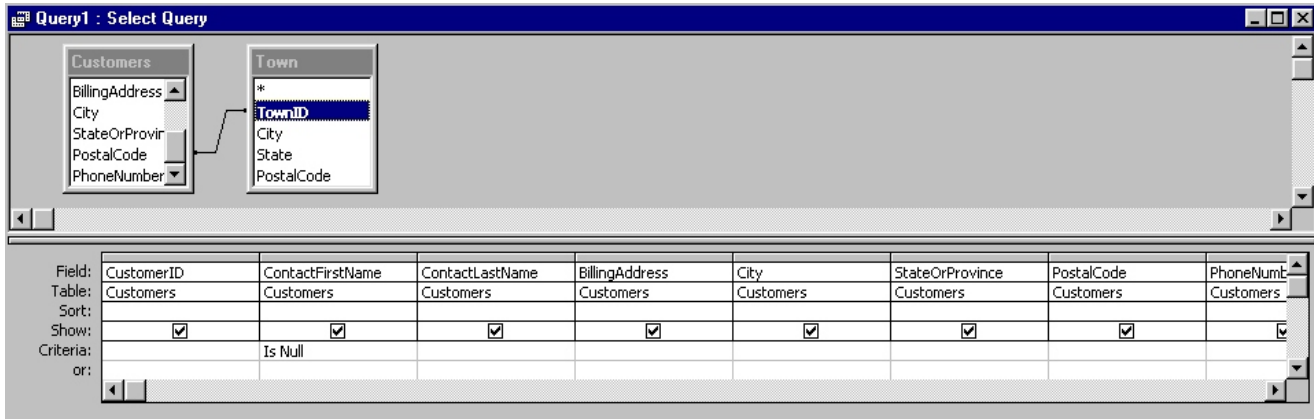 Query1 : Select Query
Customers
BillingAddress
City
StateOrProvir
PostalCode
PhoneNumber
Town
*
TownID
City
State
PostalCode
Field: CustomerID ContactFirstName ContactLastName BillingAddress City StateOrProvince PostalCode PhoneNumb
Table: Customers Customers Customers Customers Customers Customers Customers Customers
Sort:
Show:
Criteria: Is Null
or: